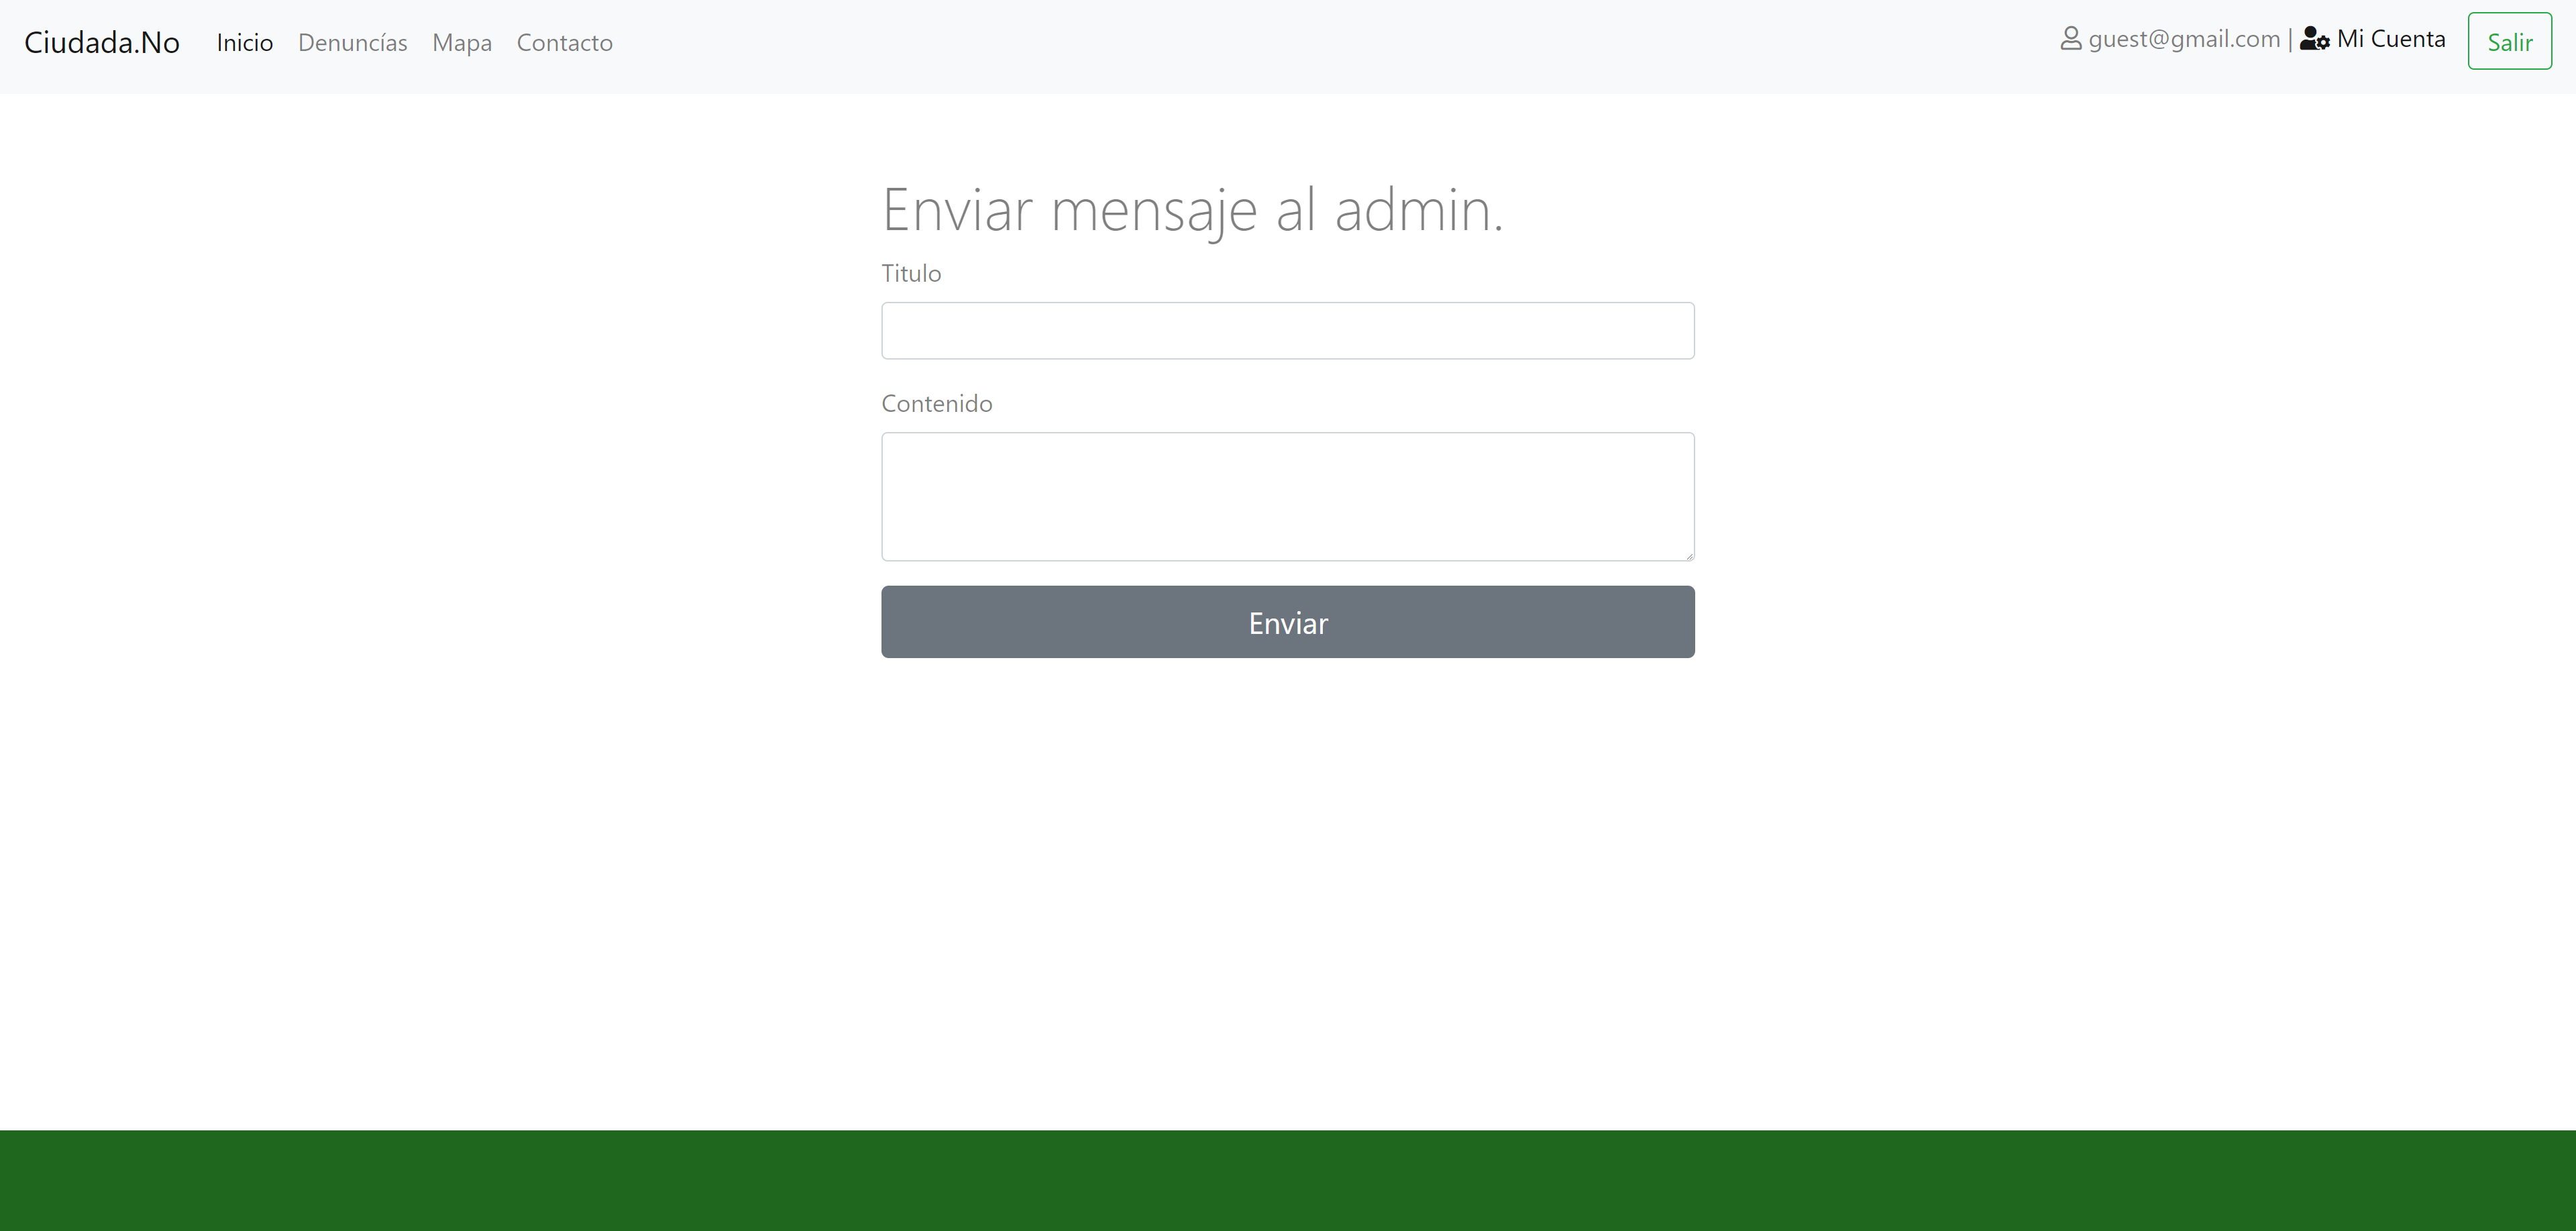 Ciudada.No Inicio Denuncías Mapa Contacto guest@gmail.com | Mi Cuenta Salir
Enviar mensaje al admin.
Titulo
Contenido
Enviar